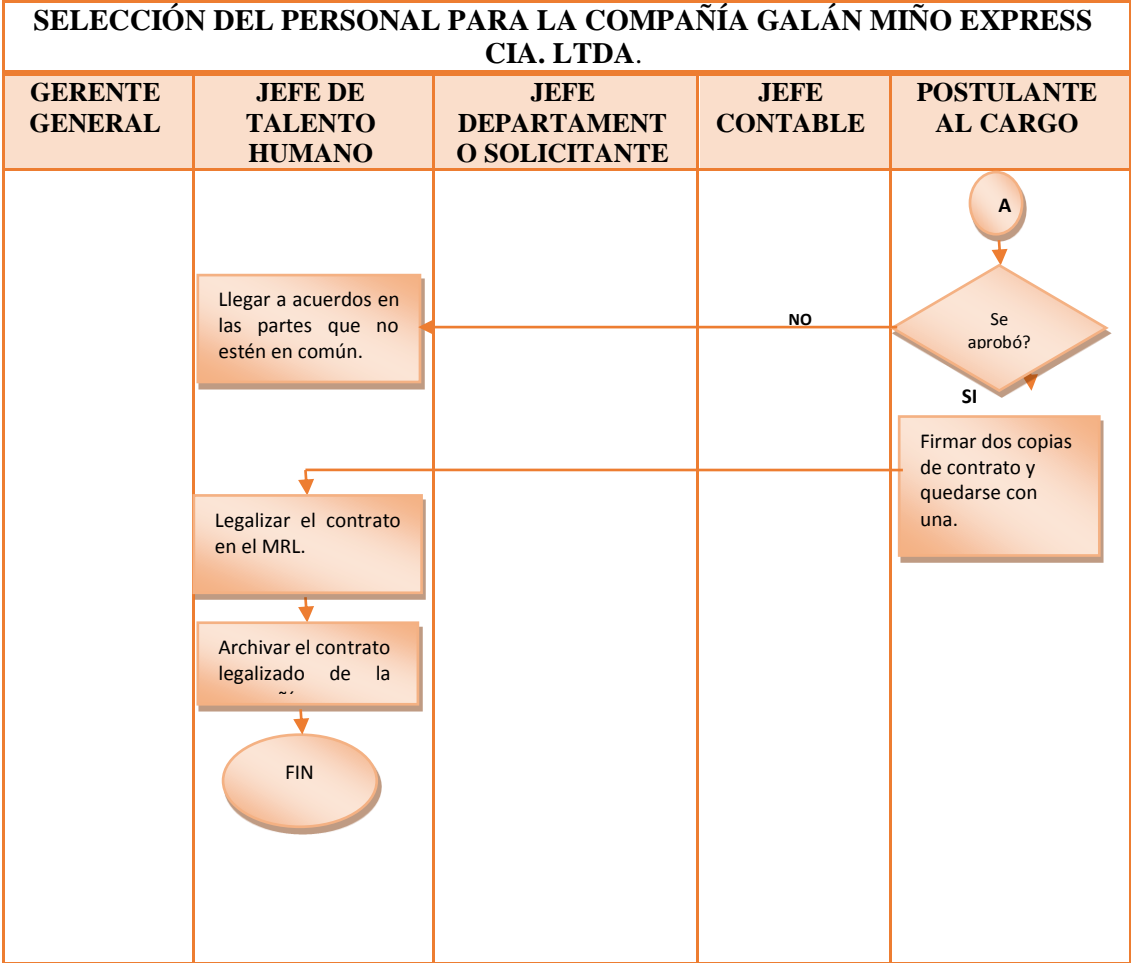 SELECCIÓN DEL PERSONAL PARA LA COMPAÑÍA GALÁN MIÑO EXPRESS
CIA. LTDA.
GERENTE
GENERAL
JEFE DE
TALENTO
HUMANO
JEFE
DEPARTAMENT
O SOLICITANTE
JEFE
CONTABLE
POSTULANTE
AL CARGO
A
Se
aprobó?
NO
Llegar a acuerdos en
las partes que no
estén en común.
SI
Firmar dos copias
de contrato y
quedarse con
una.
Legalizar el contrato
en el MRL.
Archivar el contrato
legalizado de la
FIN